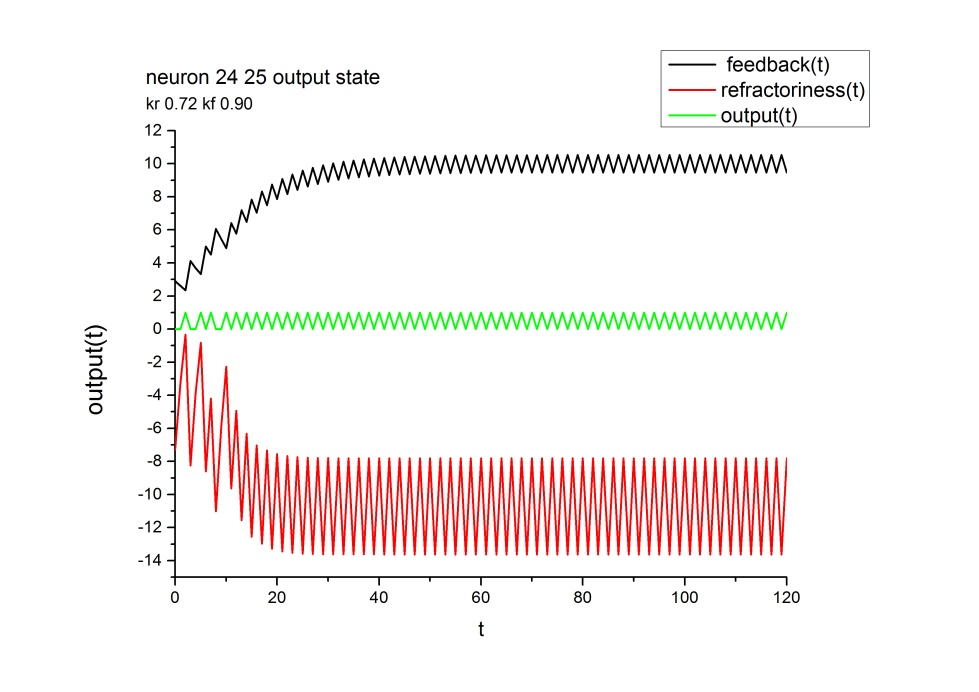 neuron 24 25 output state
kr 0.72 kf 0.90
feedback(t)
refractoriness(t)
output(t)
12
10
8
6
4
2
0
-2
-4
-6
-8
-10
-12
-14
output(t)
0 20 40 60 80 100 120
t